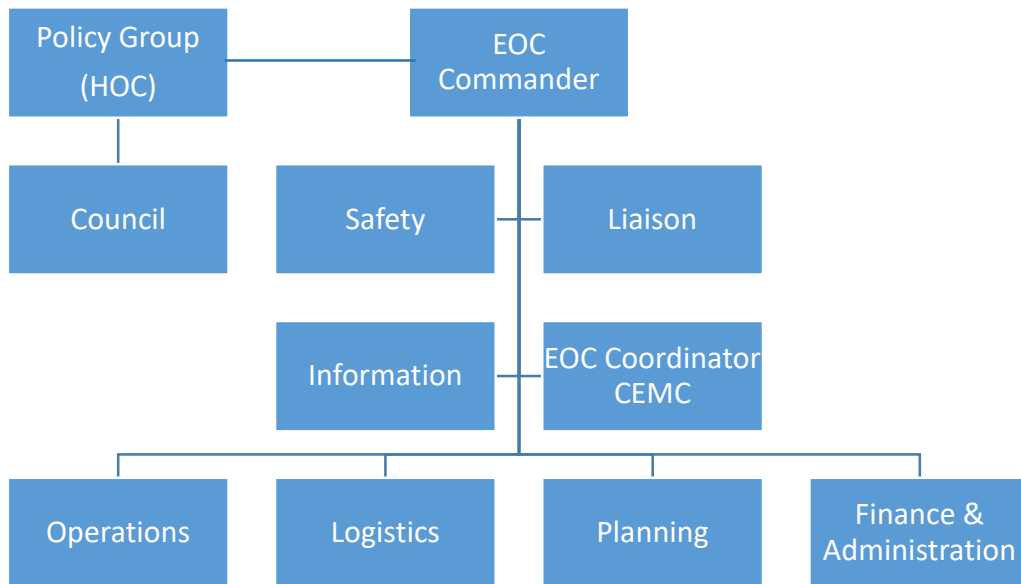 Policy Group
(HOC)
EOC
Commander
Council
Safety
Liaison
Information
EOC Coordinator
CEMC
Operations
Logistics
Planning
Finance &
Administration